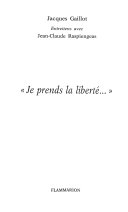 Jacques Gaillot
Entretiens avec
Jean-Claude Raspiengeas
« Je prends la liberté... »
FLAMMARION